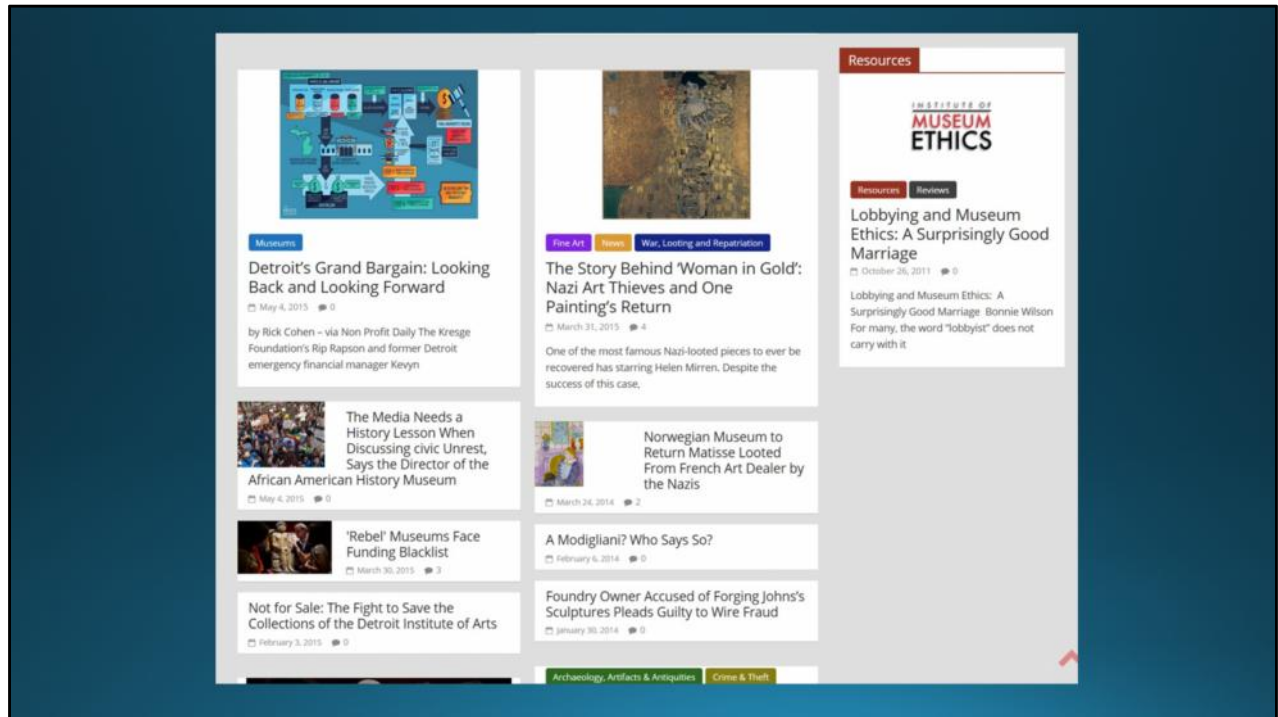 Museums
Detroit's Grand Bargain: Looking
Back and Looking Forward
May 4, 2015 0
by Rick Cohen – via Non Profit Daily The Kresge
Foundation's Rip Rapson and former Detroit
emergency financial manager Kevyn
The Media Needs a
History Lesson When
Discussing civic Unrest,
Says the Director of the
African American History Museum
May 4, 2015 0
'Rebel' Museums Face
Funding Blacklist
March 30, 2015 3
Not for Sale: The Fight to Save the
Collections of the Detroit Institute of Arts
February 3, 2015 0
Fine Art News War, Looting and Repatriation
The Story Behind 'Woman in Gold':
Nazi Art Thieves and One
Painting's Return
March 31, 2015 4
One of the most famous Nazi-looted pieces to ever be
recovered has starring Helen Mirren. Despite the
success of this case,
Norwegian Museum to
Return Matisse Looted
From French Art Dealer by
the Nazis
March 24, 2014 2
A Modigliani? Who Says So?
February 6, 2014 0
Foundry Owner Accused of Forging Johns's
Sculptures Pleads Guilty to Wire Fraud
January 30, 2014 0
Archaeology, Artifacts & Antiquities Crime & Theft
Resources
INSTITUTE OF
MUSEUM
ETHICS
Resources Reviews
Lobbying and Museum
Ethics: A Surprisingly Good
Marriage
October 26, 2011 0
Lobbying and Museum Ethics: A
Surprisingly Good Marriage Bonnie Wilson
For many, the word "lobbyist" does not
carry with it